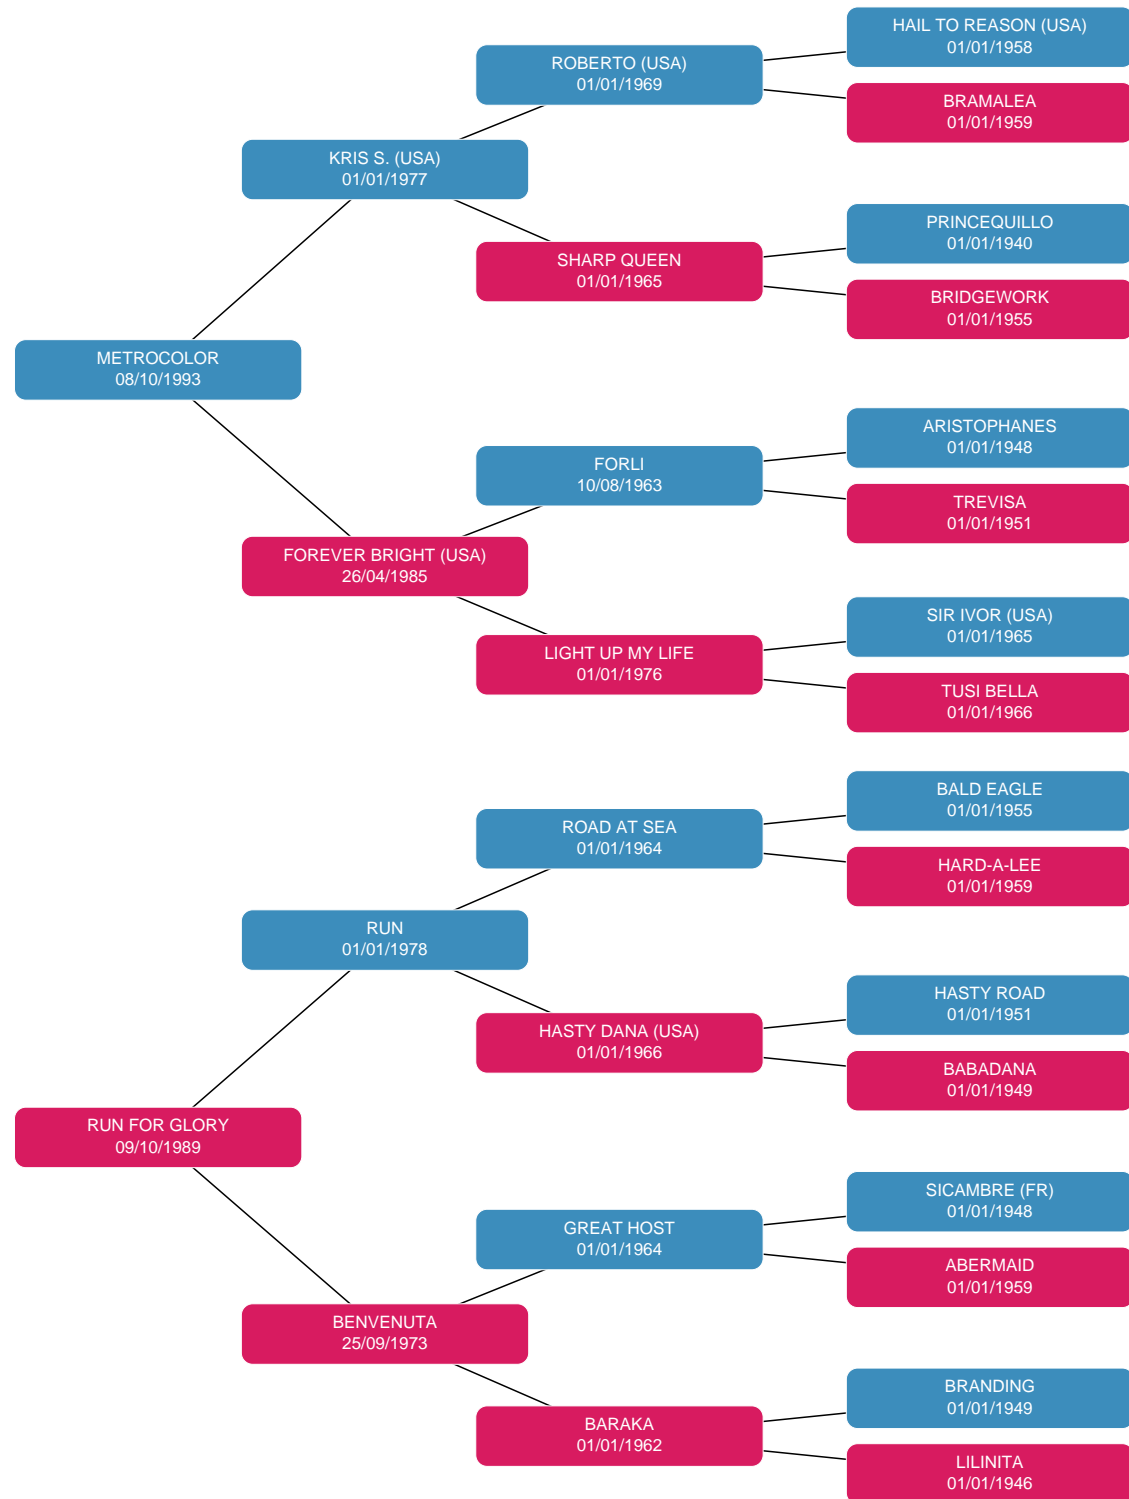 HAIL TO REASON (USA)
01/01/1958
ROBERTO (USA)
01/01/1969
BRAMALEA
01/01/1959
KRIS S. (USA)
01/01/1977
PRINCEQUILLO
01/01/1940
SHARP QUEEN
01/01/1965
BRIDGEWORK
01/01/1955
METROCOLOR
08/10/1993
ARISTOPHANES
01/01/1948
FORLI
10/08/1963
TREVISA
01/01/1951
FOREVER BRIGHT (USA)
26/04/1985
SIR IVOR (USA)
01/01/1965
LIGHT UP MY LIFE
01/01/1976
TUSI BELLA
01/01/1966
BALD EAGLE
01/01/1955
ROAD AT SEA
01/01/1964
HARD-A-LEE
01/01/1959
RUN
01/01/1978
HASTY ROAD
01/01/1951
HASTY DANA (USA)
01/01/1966
BABADANA
01/01/1949
RUN FOR GLORY
09/10/1989
SICAMBRE (FR)
01/01/1948
GREAT HOST
01/01/1964
ABERMAID
01/01/1959
BENVENUTA
25/09/1973
BRANDING
01/01/1949
BARAKA
01/01/1962
LILINITA
01/01/1946